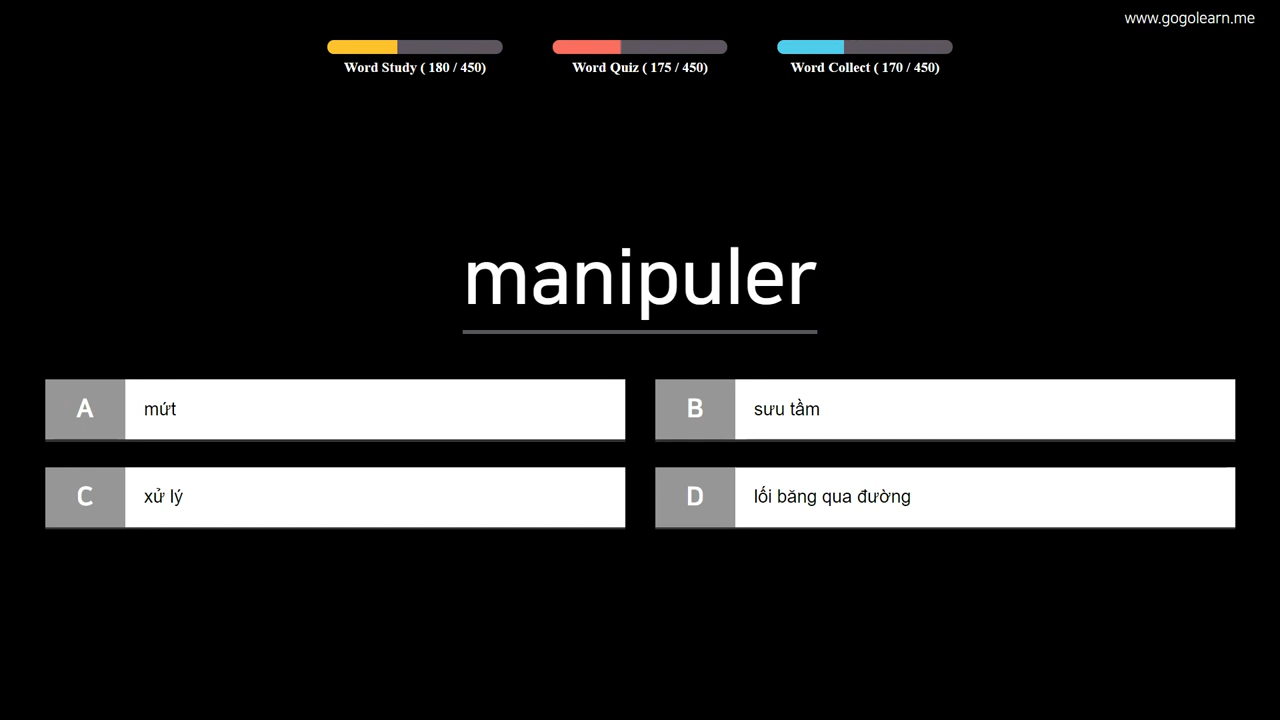 www.gogolearn.me
Word Study ( 180 / 450)
Word Quiz ( 175 / 450)
Word Collect ( 170 / 450)
manipuler
A mứt
B sưu tầm
C xử lý
D lối băng qua đường